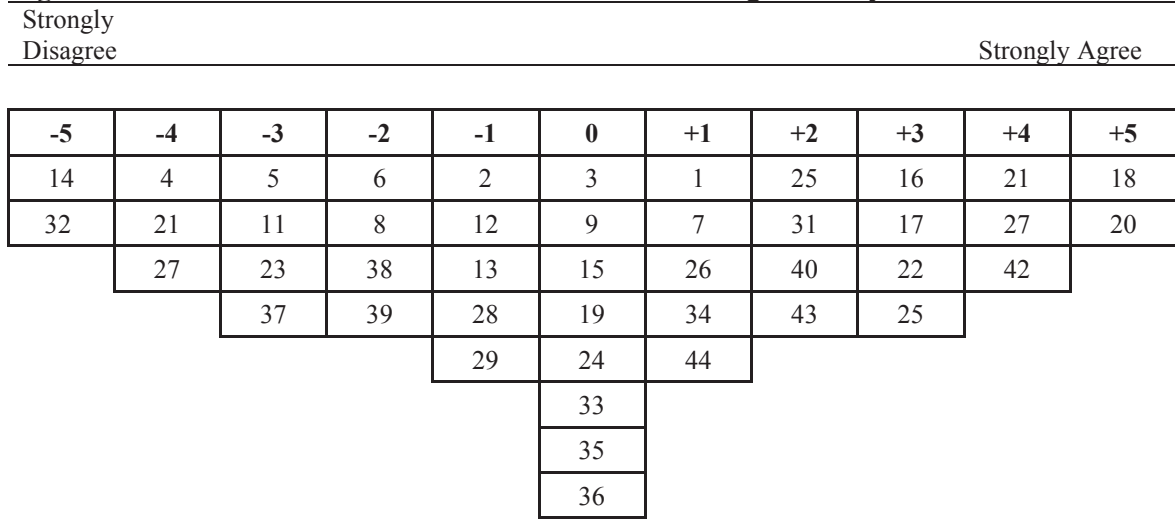 Strongly
Disagree Strongly Agree
-5 -4 -3 -2 -1 0 +1 +2 +3 +4 +5
14 4 5 6 2 3 1 25 16 21 18
32 21 11 8 12 9 7 31 17 27 20
27 23 38 13 15 26 40 22 42
37 39 28 19 34 43 25
29 24 44
33
35
36